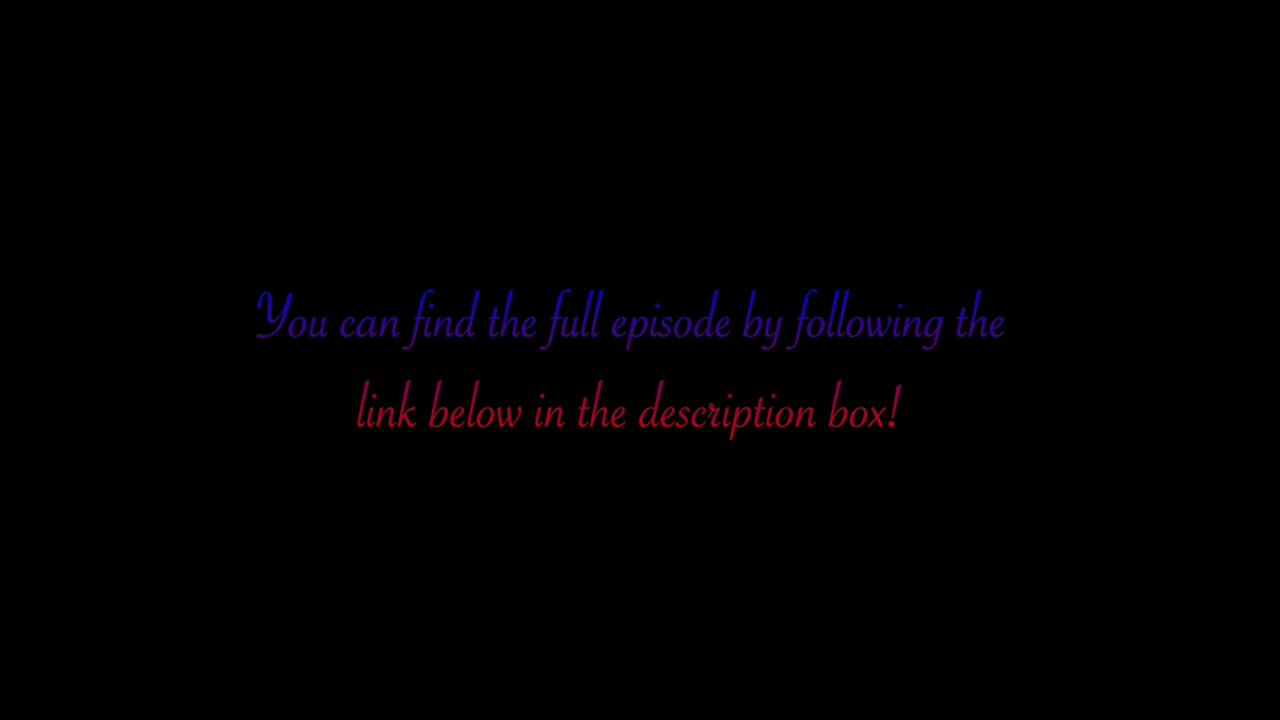 You can find the full episode by following the
link below in the description box!